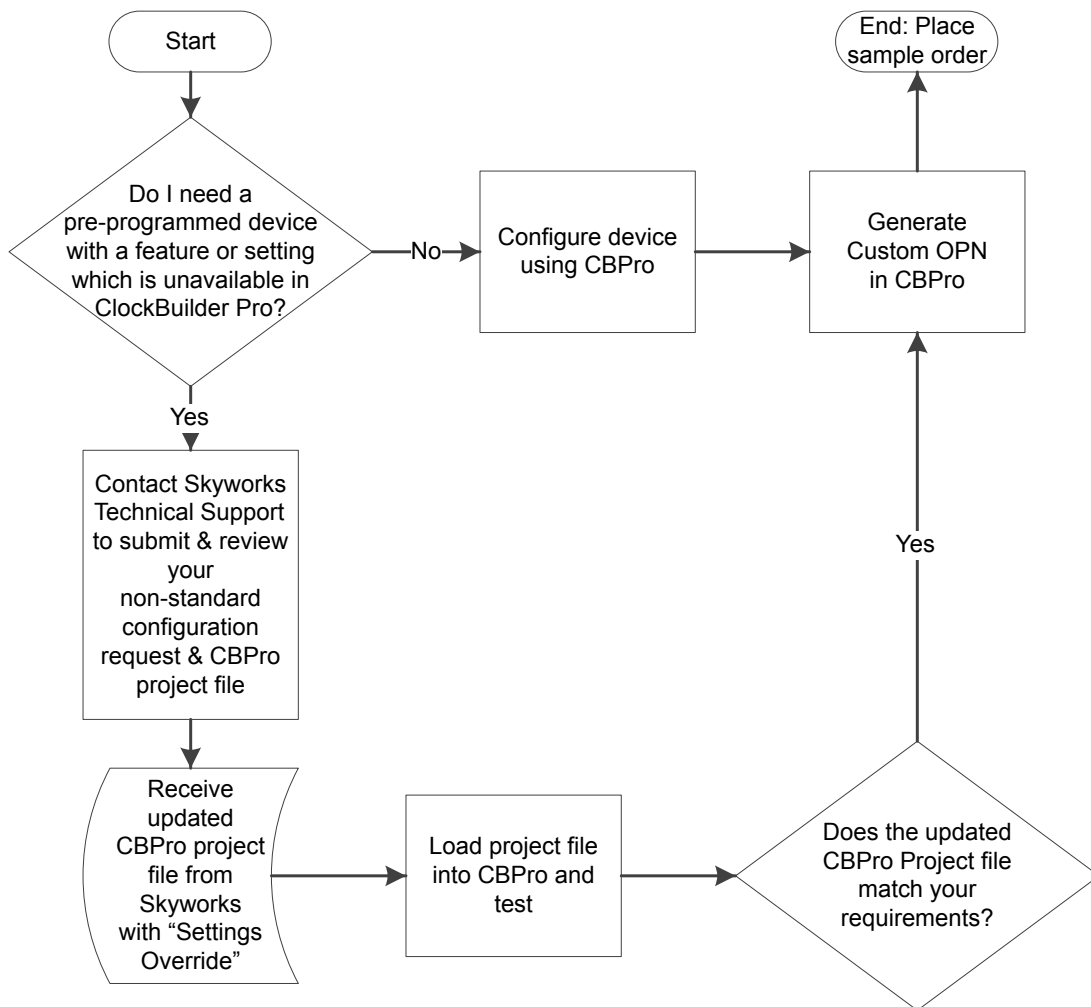 Start
End: Place
sample order
Do I need a
pre-programmed device
with a feature or setting
which is unavailable in
ClockBuilder Pro?
No
Configure device
using CBPro
Generate
Custom OPN
in CBPro
Yes
Contact Skyworks
Technical Support
to submit & review
your
non-standard
configuration
request & CBPro
project file
Yes
Receive
updated
CBPro project
file from
Skyworks
with “Settings
Override”
Load project file
into CBPro and
test
Does the updated
CBPro Project file
match your
requirements?